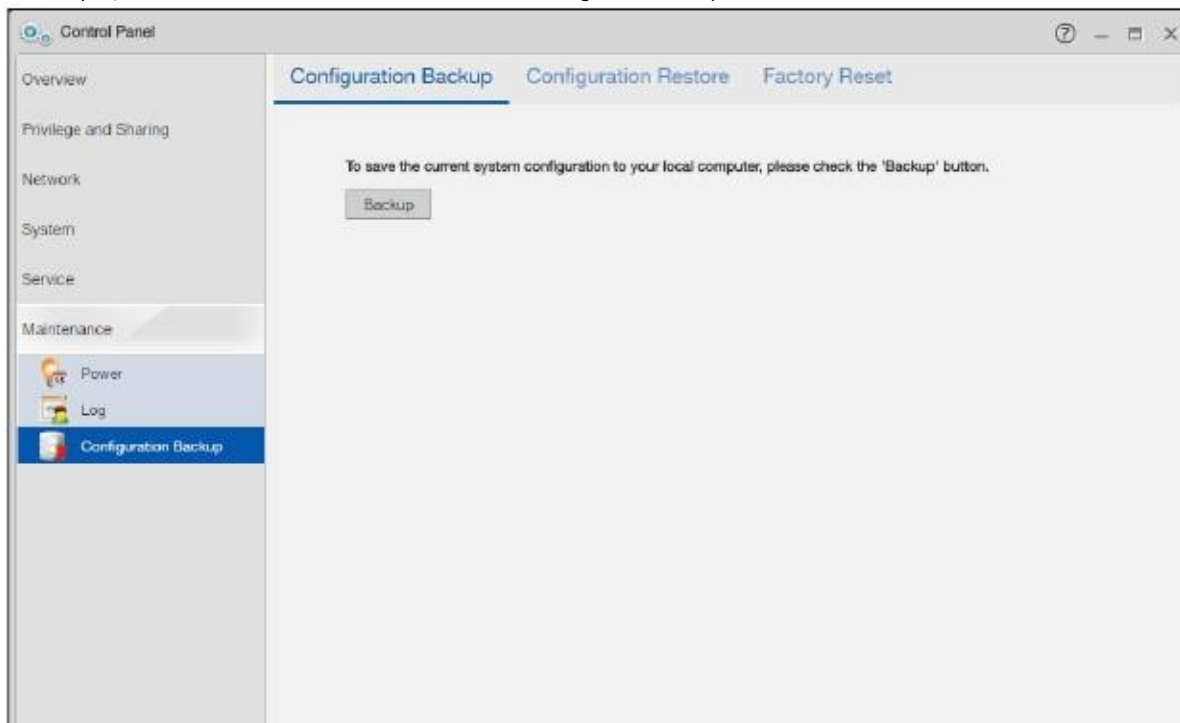 Control Panel
Overview
Privilege and Sharing
Network
System
Service
Maintenance
Power
Log
Configuration Backup
Configuration Backup Configuration Restore Factory Reset
To save the current system configuration to your local computer, please check the 'Backup' button.
Backup